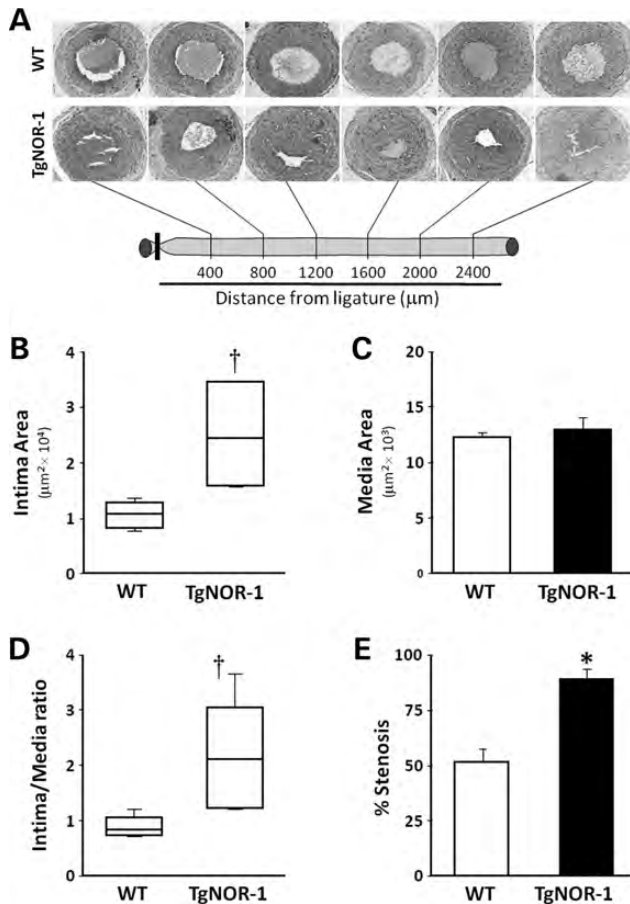 A
WT
TgNOR-1
400 800 1200 1600 2000 2400
Distance from ligature (μm)
B
Intima Area
(μm² × 10⁴)
4
3
2
1
0
†
WT TgNOR-1
C
Media Area
(μm² × 10³)
20
15
10
5
0
WT TgNOR-1
D
Intima/Media ratio
4
3
2
1
0
†
WT TgNOR-1
E
% Stenosis
100
75
50
25
0
*
WT TgNOR-1